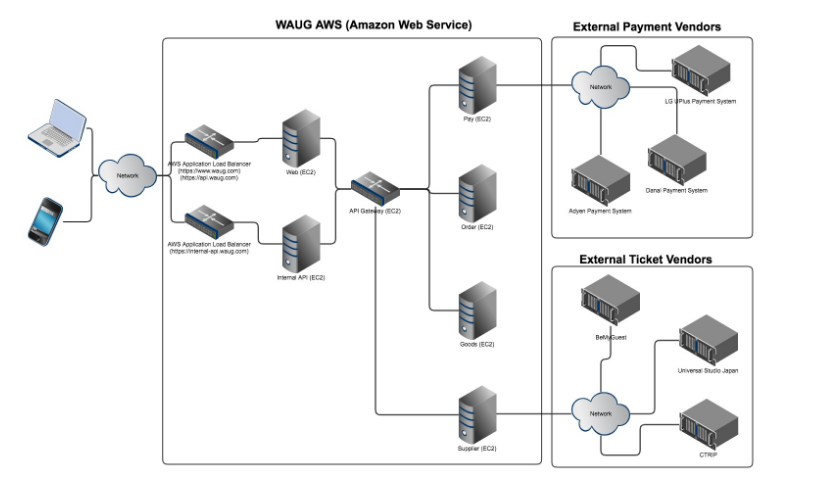 WAUG AWS (Amazon Web Service)
External Payment Vendors
Network
AWS Application Load Balancer
(https://www.waug.com)
(https://api.waug.com)
AWS Application Load Balancer
(https://internal-api.waug.com)
Web (EC2)
Internal API (EC2)
API Gateway (EC2)
Pay (EC2)
Order (EC2)
Goods (EC2)
Supplier (EC2)
Network
LG UPlus Payment System
Danal Payment System
Adyen Payment System
External Ticket Vendors
BeMyGuest
Universal Studio Japan
Network
CTRIP